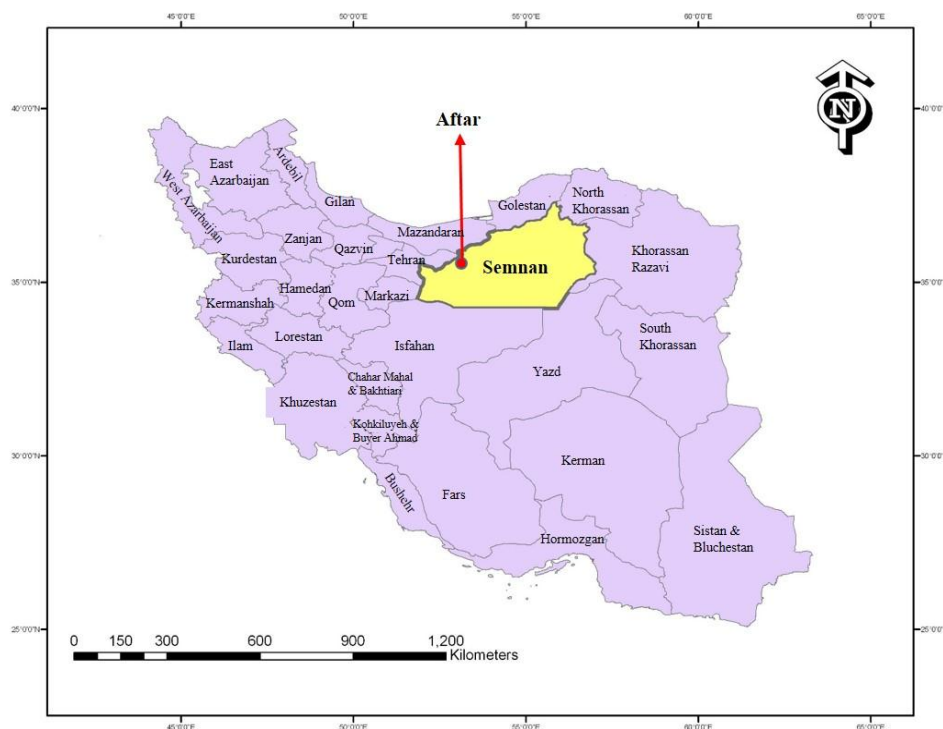 45°0'0"E
50°0'0"E
55°0'0"E
60°0'0"E
65°0'0"E
40°0'0"N
40°0'0"N
N
Aftar
East
Azarbaijan
Ardebil
West Azarbaijan
Gilan
Golestan
North
Khorassan
Mazandaran
Zanjan
Qazvin
Tehran
Semnan
Khorassan
Razavi
Kurdestan
35°0'0"N
35°0'0"N
Hamedan
Kermanshah
Qom
Markazi
South
Khorassan
Ilam
Lorestan
Isfahan
Yazd
Chahar Mahal
& Bakhtiari
Khuzestan
Kohkiluyeh &
Buyer Ahmad
30°0'0"N
30°0'0"N
Kerman
Bushehr
Fars
Sistan &
Bluchestan
Hormozgan
25°0'0"N
25°0'0"N
0 150 300 600 900 1,200
Kilometers
45°0'0"E
50°0'0"E
55°0'0"E
60°0'0"E
65°0'0"E